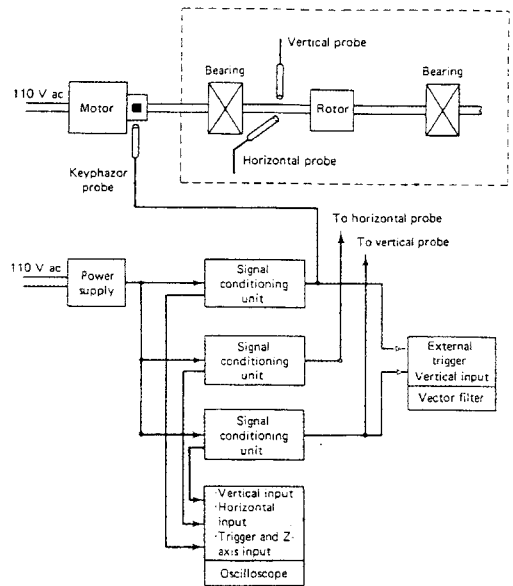 Vertical probe
Bearing
Bearing
110 V ac
Motor
Rotor
Keyphazor
probe
Horizontal probe
To horizontal probe
To vertical probe
110 V ac
Power
supply
Signal
conditioning
unit
Signal
conditioning
unit
Signal
conditioning
unit
External
trigger
Vertical input
Vector filter
·Vertical input
·Horizontal
input
·Trigger and Z-
axis input
Oscilloscope